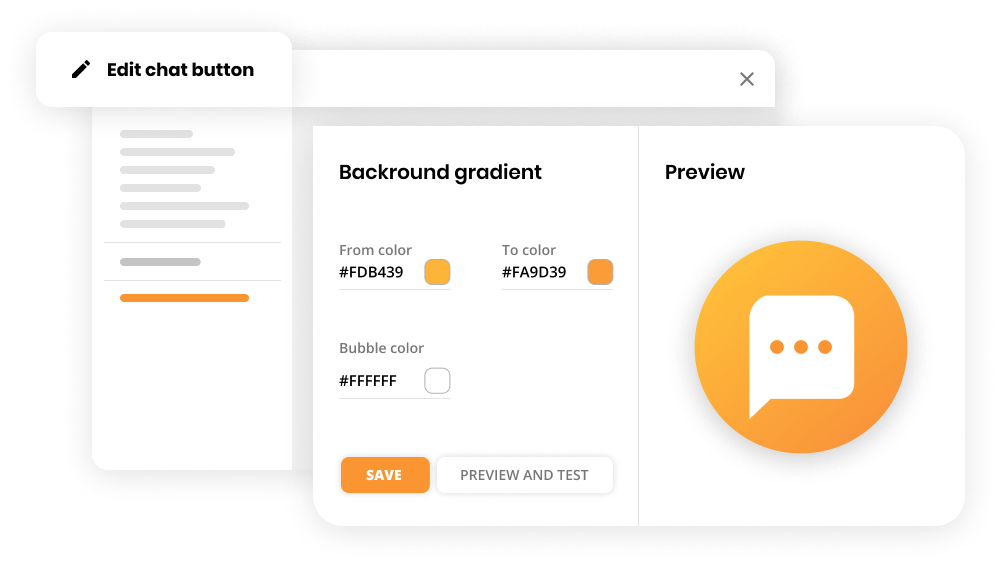 Edit chat button
Backround gradient
Preview
From color
To color
#FDB439
#FA9D39
Bubble color
#FFFFFF
SAVE
PREVIEW AND TEST